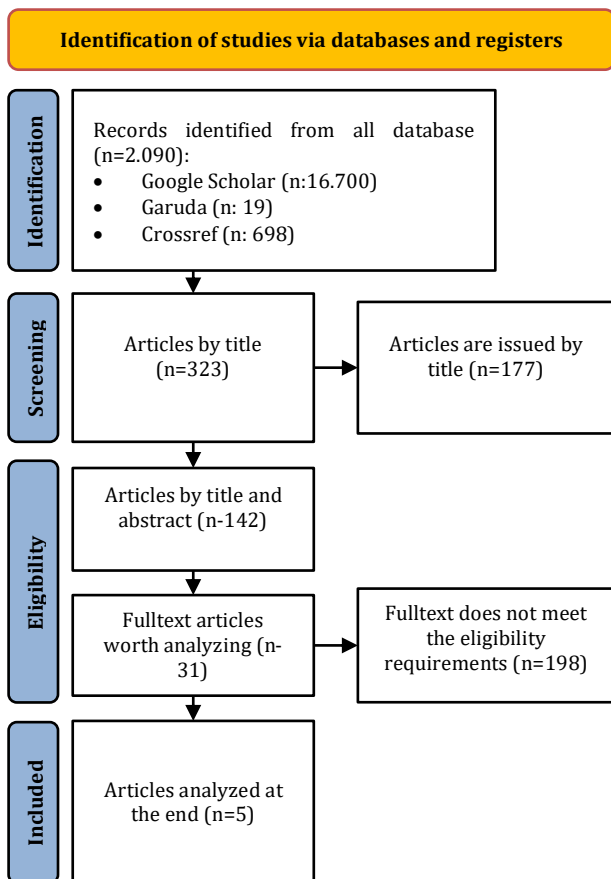 Identification of studies via databases and registers
Identification
Records identified from all database
(n=2.090):
• Google Scholar (n:16.700)
• Garuda (n: 19)
• Crossref (n: 698)
Screening
Articles by title
(n=323)
Articles are issued by
title (n=177)
Eligibility
Articles by title and
abstract (n-142)
Fulltext articles
worth analyzing (n-
31)
Fulltext does not meet
the eligibility
requirements (n=198)
Included
Articles analyzed at
the end (n=5)